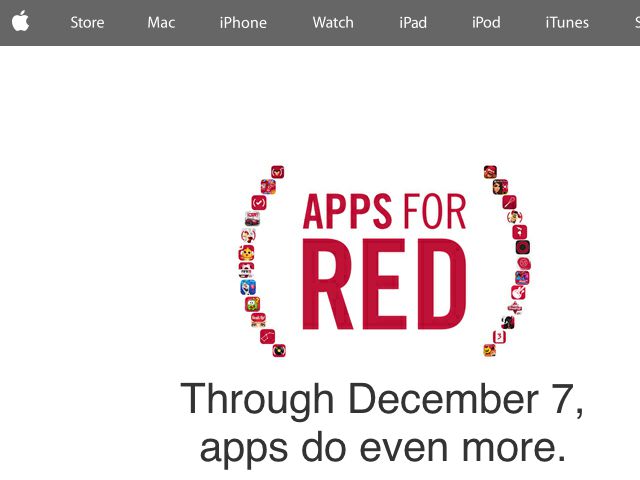 Store Mac iPhone Watch iPad iPod iTunes
APPS FOR
RED
Through December 7,
apps do even more.